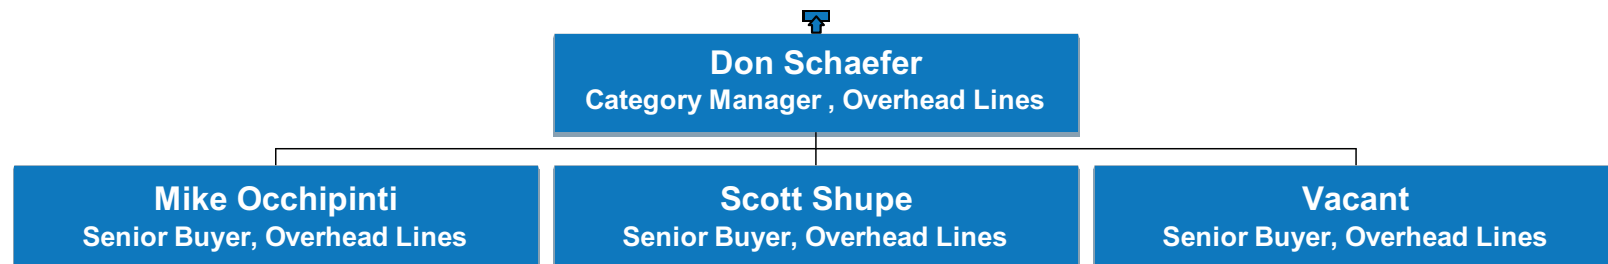 Don Schaefer
Category Manager , Overhead Lines
Mike Occhipinti
Senior Buyer, Overhead Lines
Scott Shupe
Senior Buyer, Overhead Lines
Vacant
Senior Buyer, Overhead Lines